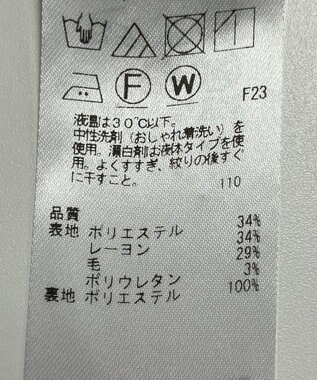 F W F23
液温は30℃以下。
中性洗剤(おしゃれ着洗い)を
使用。漂白剤は液体タイプを使
用。よくすすぎ、絞りの後すぐ
に干すこと。 110
品質
表地 ポリエステル 34%
レーヨン 34%
毛 29%
ポリウレタン 3%
裏地 ポリエステル 100%